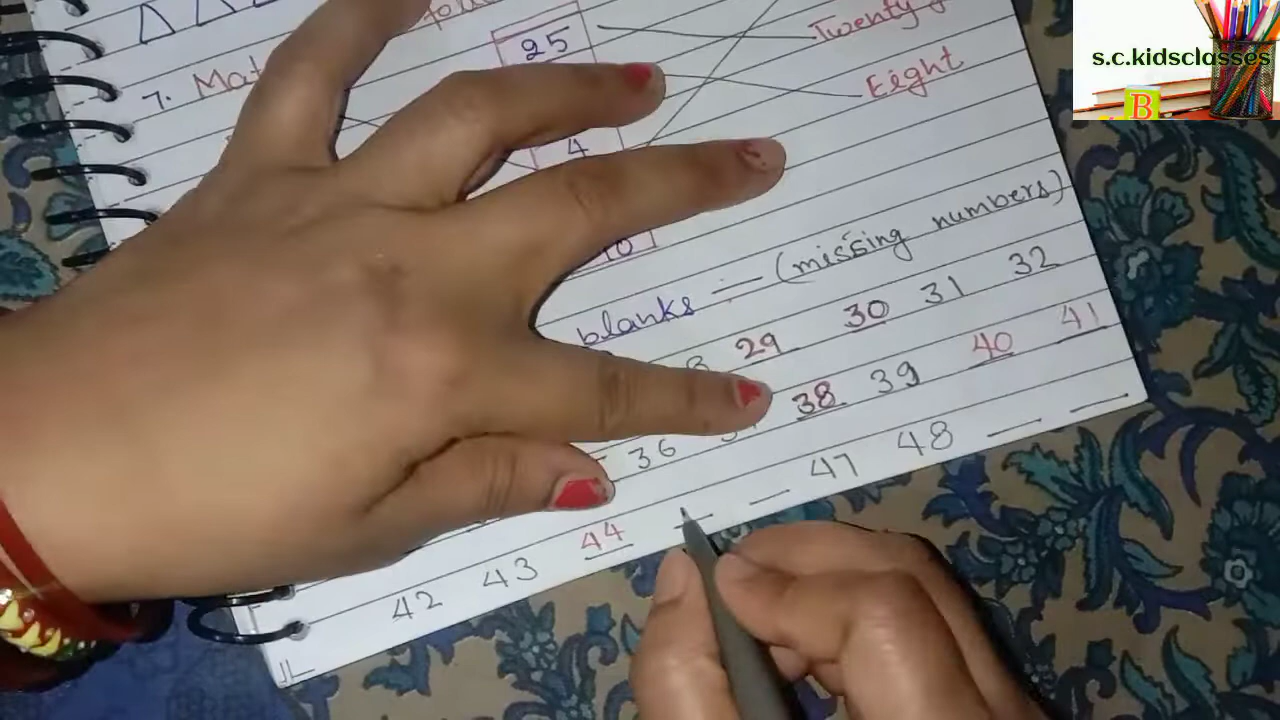 s.c.kidsclasses
B
7. Mat
25
Twenty
Eight
4
10
blanks :- (missing numbers)
29 30 31 32
36 38 39 40 41
42 43 44 47 48